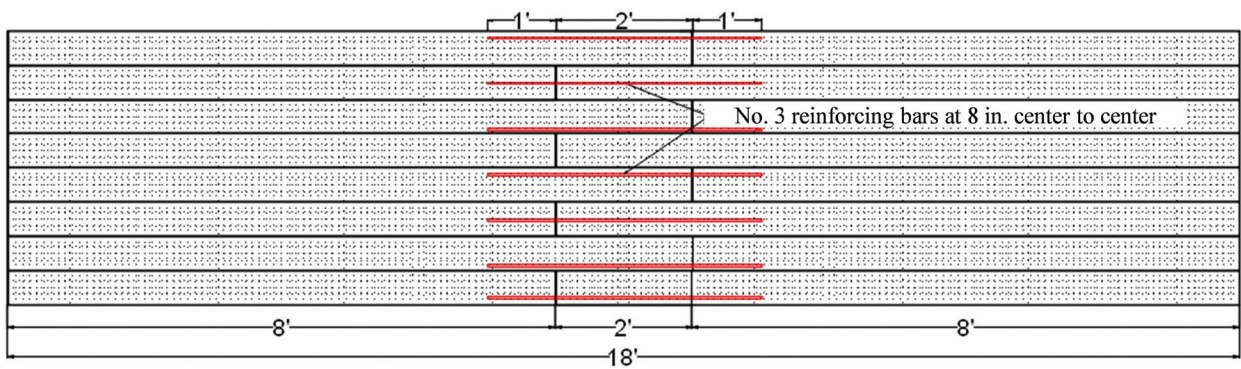 1' 2' 1'
No. 3 reinforcing bars at 8 in. center to center
8' 2' 8'
18'